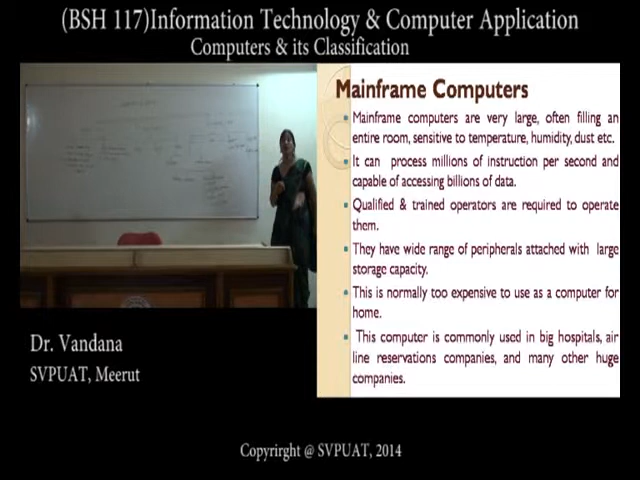 (BSH 117)Information Technology & Computer Application
Computers & its Classification
Mainframe Computers
Mainframe computers are very large, often filling an
entire room, sensitive to temperature, humidity, dust etc.
It can process millions of instruction per second and
capable of accessing billions of data.
Qualified & trained operators are required to operate
them.
They have wide range of peripherals attached with large
storage capacity.
This is normally too expensive to use as a computer for
home.
This computer is commonly used in big hospitals, air
line reservations companies, and many other huge
companies.
Dr. Vandana
SVPUAT, Meerut
Copyrirght @ SVPUAT, 2014